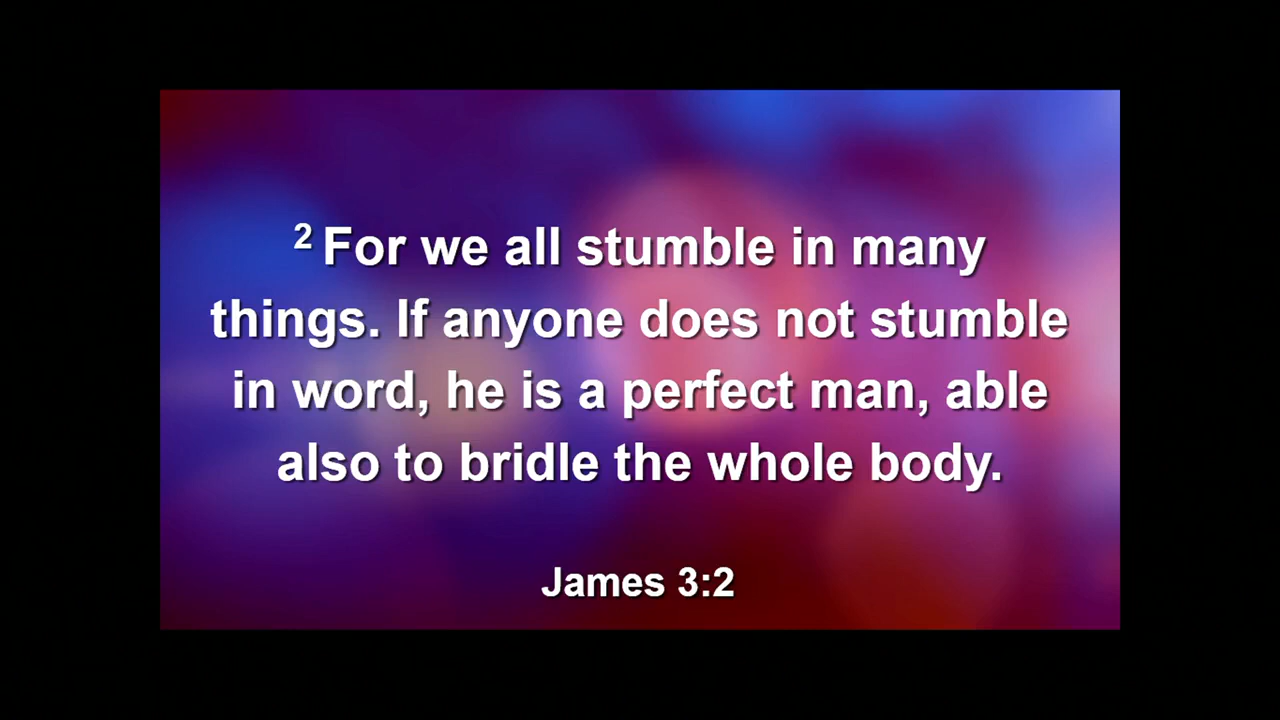 ² For we all stumble in many
things. If anyone does not stumble
in word, he is a perfect man, able
also to bridle the whole body.
James 3:2